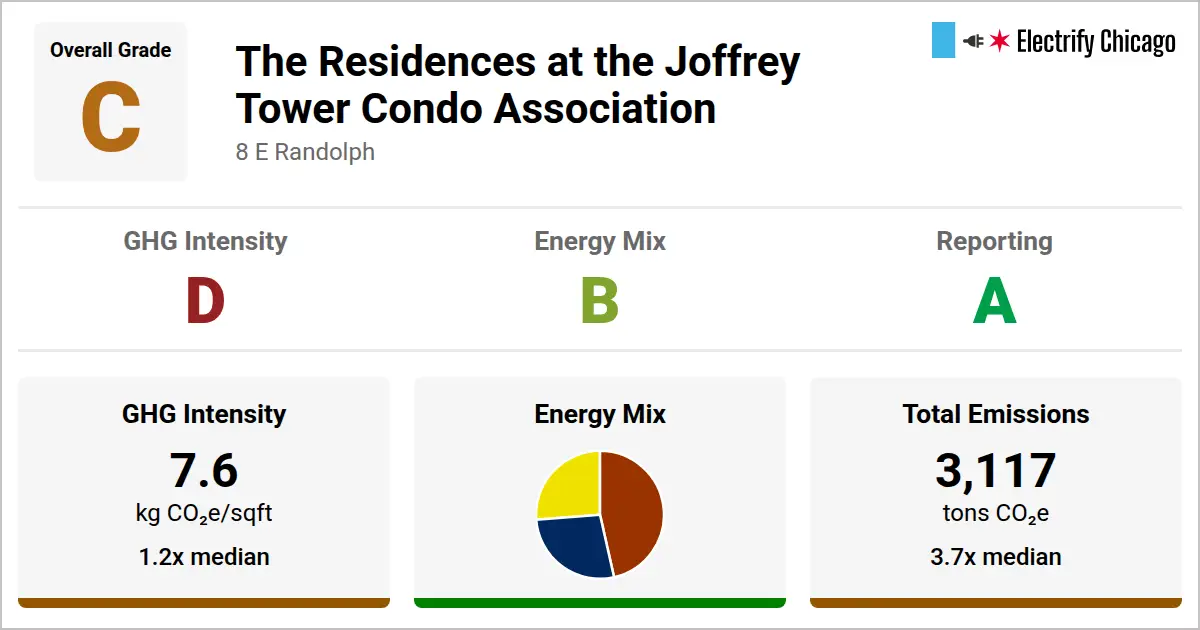 Overall Grade
C
The Residences at the Joffrey
Tower Condo Association
8 E Randolph
Electrify Chicago
GHG Intensity
D
Energy Mix
B
Reporting
A
GHG Intensity
7.6
kg CO₂e/sqft
1.2x median
Energy Mix
Total Emissions
3,117
tons CO₂e
3.7x median